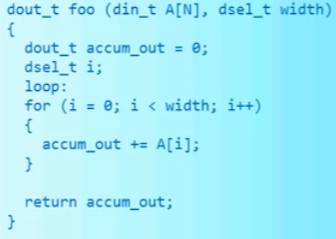 dout_t foo (din_t A[N], dsel_t width)
{
  dout_t accum_out = 0;
  dsel_t i;
  loop:
  for (i = 0; i < width; i++)
  {
    accum_out += A[i];
  }

  return accum_out;
}